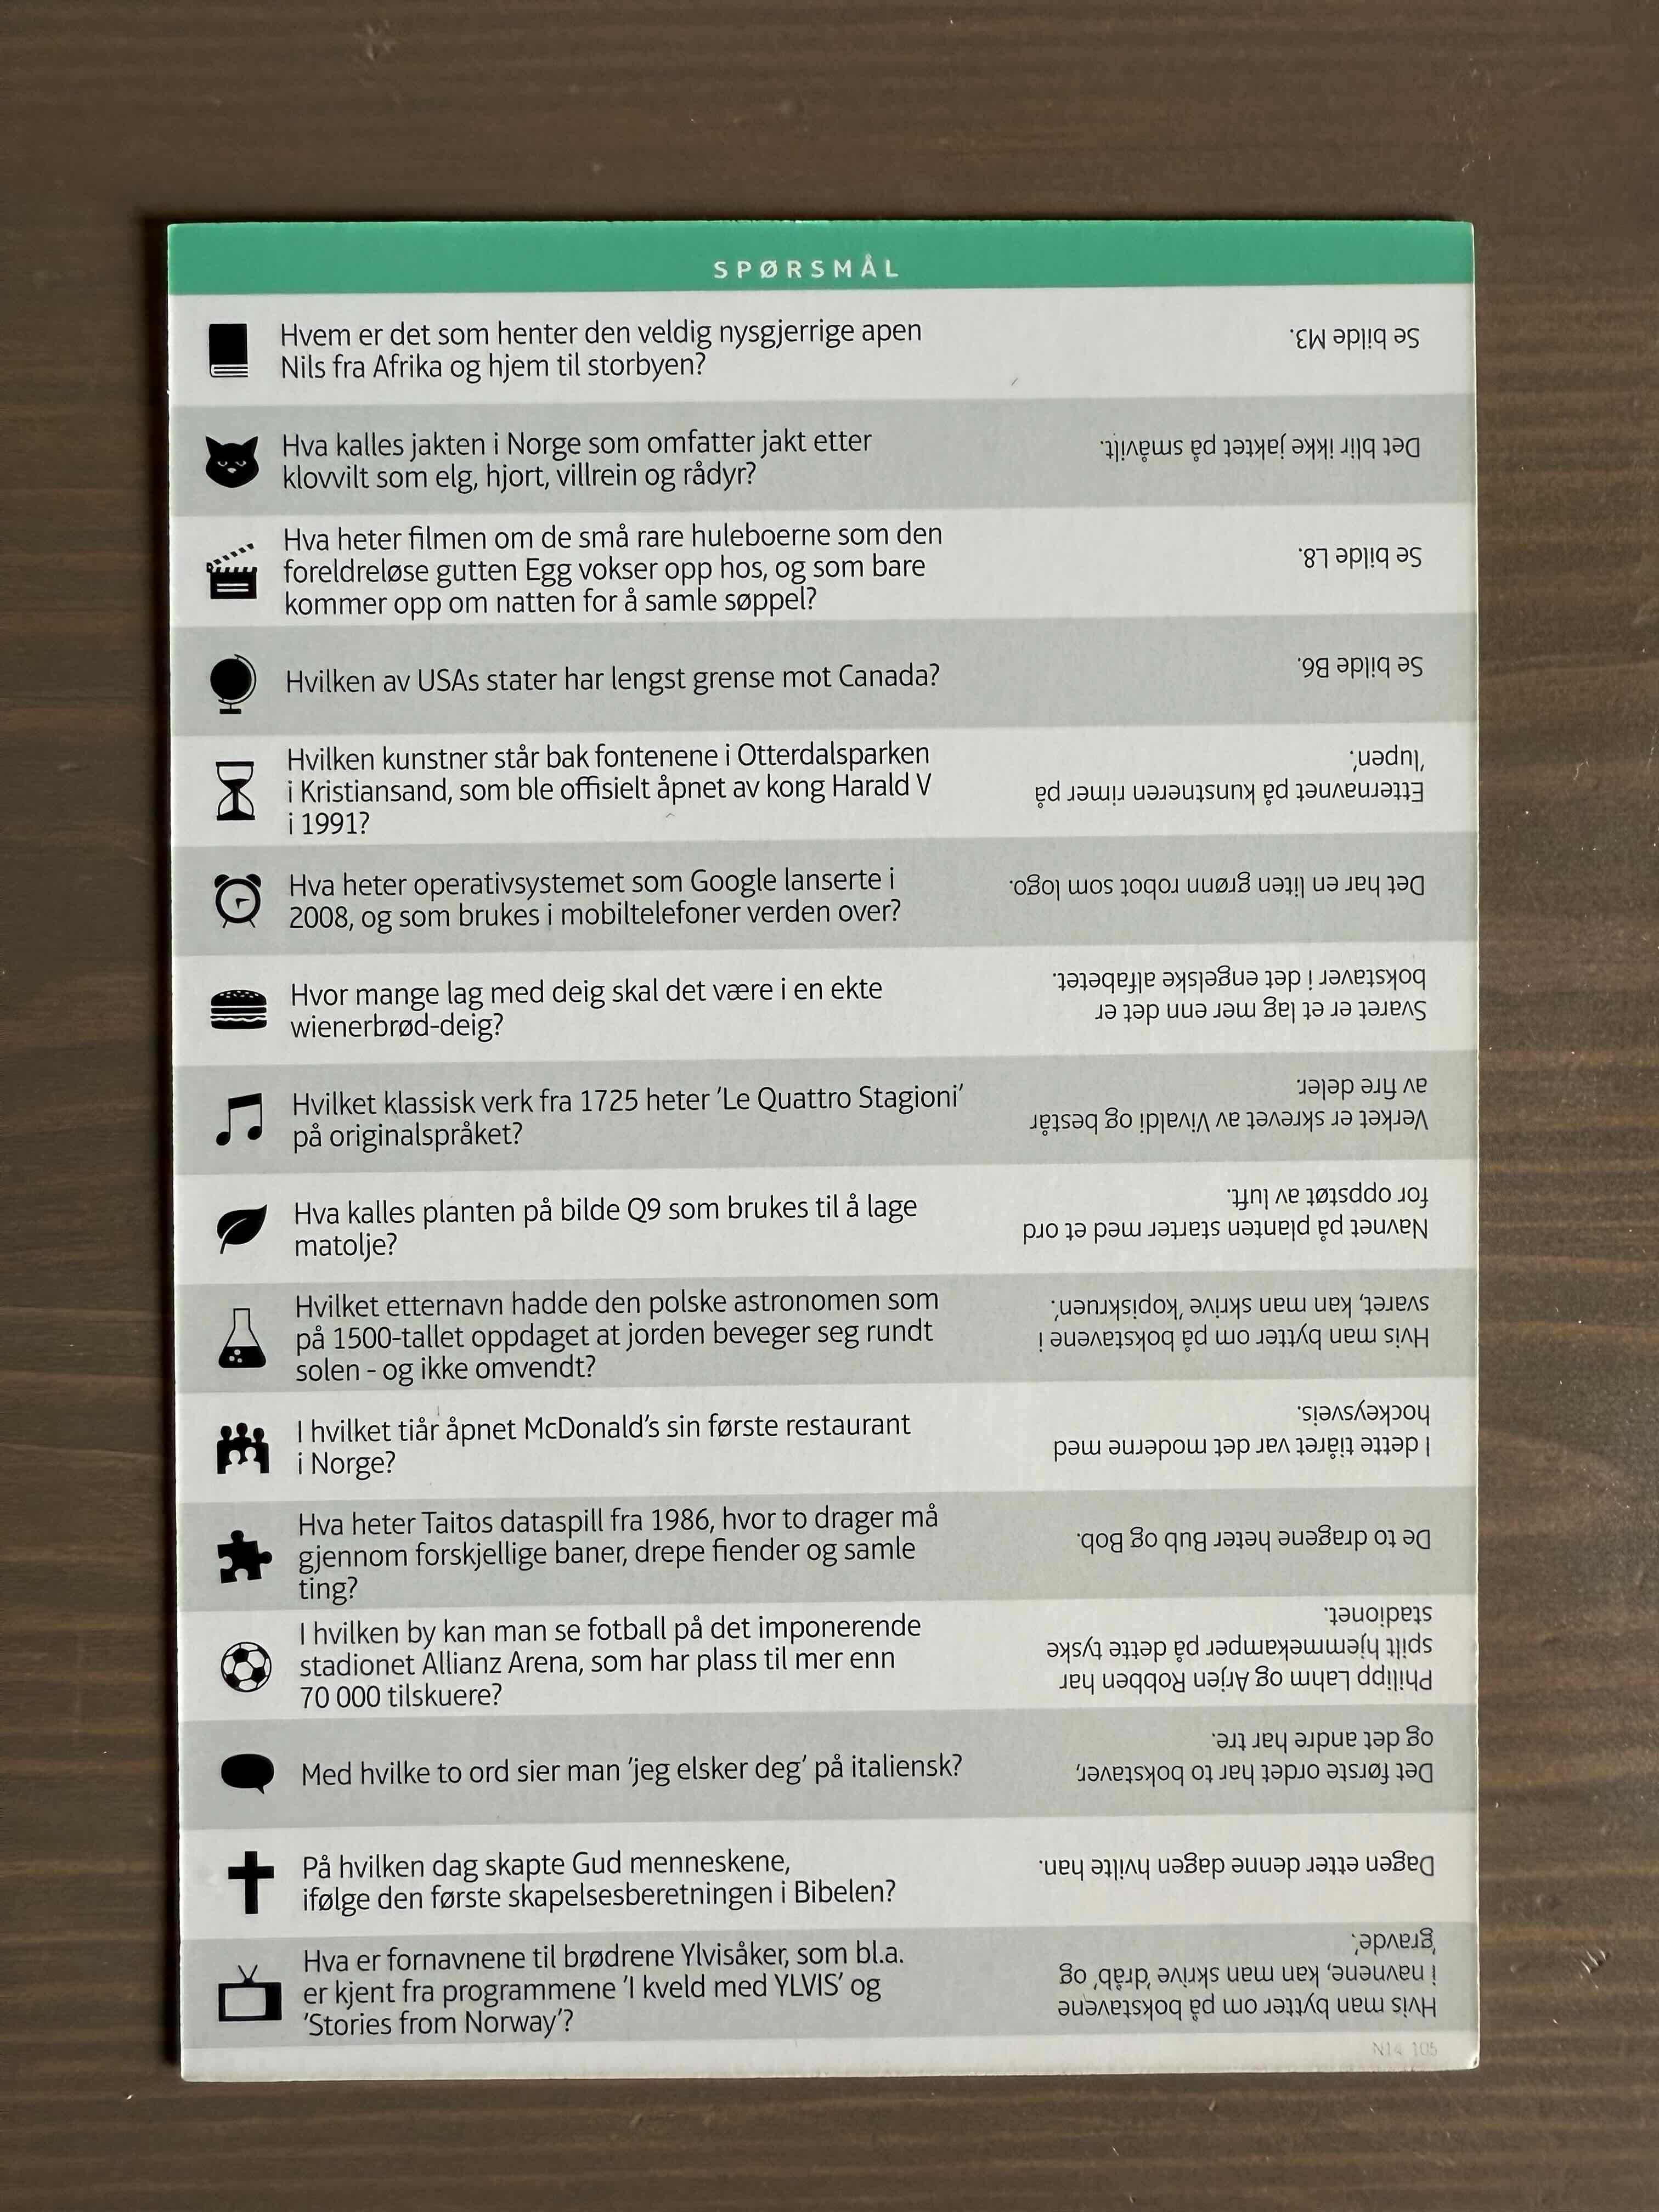 SPØRSMÅL
Hvem er det som henter den veldig nysgjerrige apen
Nils fra Afrika og hjem til storbyen?
Se bilde M3.
Hva kalles jakten i Norge som omfatter jakt etter
klovvilt som elg, hjort, villrein og rådyr?
Det blir ikke jaktet på småvilt.
Hva heter filmen om de små rare huleboerne som den
foreldreløse gutten Egg vokser opp hos, og som bare
kommer opp om natten for å samle søppel?
Se bilde L8.
Hvilken av USAs stater har lengst grense mot Canada?
Se bilde B6.
Hvilken kunstner står bak fontenene i Otterdalsparken
i Kristiansand, som ble offisielt åpnet av kong Harald V
i 1991?
Etternavnet på kunstneren rimer på
'lupen'.
Hva heter operativsystemet som Google lanserte i
2008, og som brukes i mobiltelefoner verden over?
Det har en liten grønn robot som logo.
Hvor mange lag med deig skal det være i en ekte
wienerbrød-deig?
Svaret er et lag mer enn det er
bokstaver i det engelske alfabetet.
Hvilket klassisk verk fra 1725 heter 'Le Quattro Stagioni'
på originalspråket?
Verket er skrevet av Vivaldi og består
av fire deler.
Hva kalles planten på bilde Q9 som brukes til å lage
matolje?
Navnet på planten starter med et ord
for oppstøt av luft.
Hvilket etternavn hadde den polske astronomen som
på 1500-tallet oppdaget at jorden beveger seg rundt
solen - og ikke omvendt?
Hvis man bytter om på bokstavene i
svaret, kan man skrive 'kopiskruen'.
I hvilket tiår åpnet McDonald's sin første restaurant
i Norge?
I dette tiåret var det moderne med
hockeysveis.
Hva heter Taitos dataspill fra 1986, hvor to drager må
gjennom forskjellige baner, drepe fiender og samle
ting?
De to dragene heter Bub og Bob.
I hvilken by kan man se fotball på det imponerende
stadionet Allianz Arena, som har plass til mer enn
70 000 tilskuere?
Philipp Lahm og Arjen Robben har
spilt hjemmekamper på dette tyske
stadionet.
Med hvilke to ord sier man 'jeg elsker deg' på italiensk?
Det første ordet har to bokstaver,
og det andre har tre.
På hvilken dag skapte Gud menneskene,
ifølge den første skapelsesberetningen i Bibelen?
Dagen etter denne dagen hvilte han.
Hva er fornavnene til brødrene Ylvisåker, som bl.a.
er kjent fra programmene 'I kveld med YLVIS' og
'Stories from Norway'?
Hvis man bytter om på bokstavene
i navnene, kan man skrive 'dråb' og
'gravde'.
N14 105